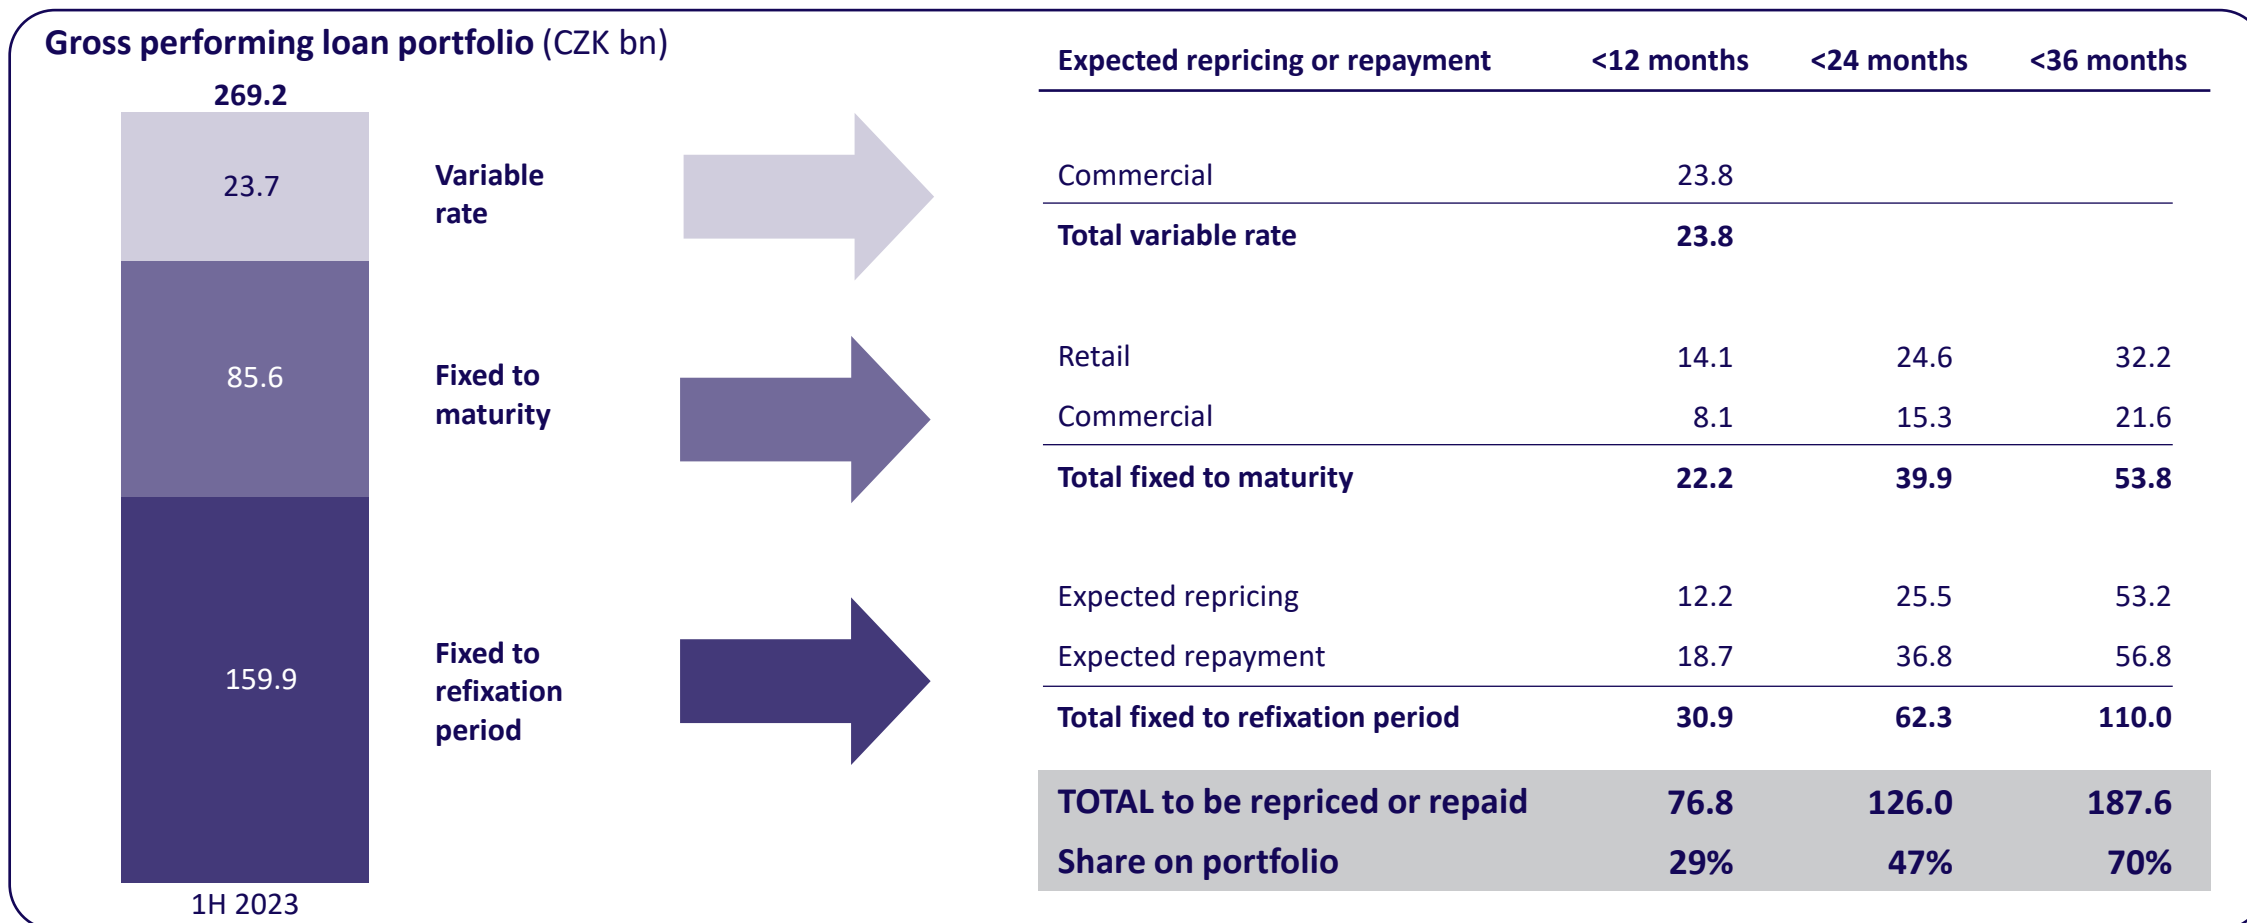 Gross performing loan portfolio (CZK bn)
269.2
23.7
85.6
159.9
1H 2023
Variable
rate
Fixed to
maturity
Fixed to
refixation
period
Expected repricing or repayment <12 months <24 months <36 months
Commercial 23.8
Total variable rate 23.8
Retail 14.1 24.6 32.2
Commercial 8.1 15.3 21.6
Total fixed to maturity 22.2 39.9 53.8
Expected repricing 12.2 25.5 53.2
Expected repayment 18.7 36.8 56.8
Total fixed to refixation period 30.9 62.3 110.0
TOTAL to be repriced or repaid 76.8 126.0 187.6
Share on portfolio 29% 47% 70%